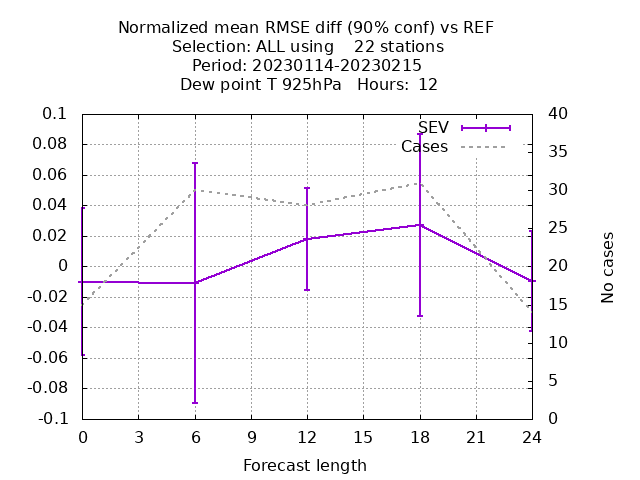 Normalized mean RMSE diff (90% conf) vs REF
Selection: ALL using    22 stations
Period: 20230114-20230215
Dew point T 925hPa   Hours:  12
SEV
Cases
0.1
0.08
0.06
0.04
0.02
0
-0.02
-0.04
-0.06
-0.08
-0.1
40
35
30
25
20
15
10
5
0
No cases
0 3 6 9 12 15 18 21 24
Forecast length